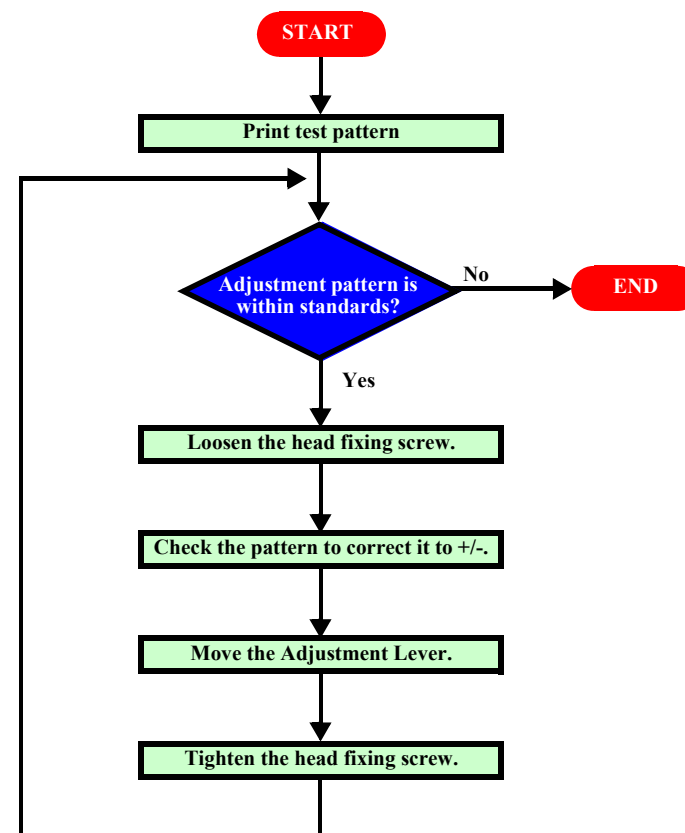 START
Print test pattern
Adjustment pattern is
within standards?
No
END
Yes
Loosen the head fixing screw.
Check the pattern to correct it to +/-.
Move the Adjustment Lever.
Tighten the head fixing screw.